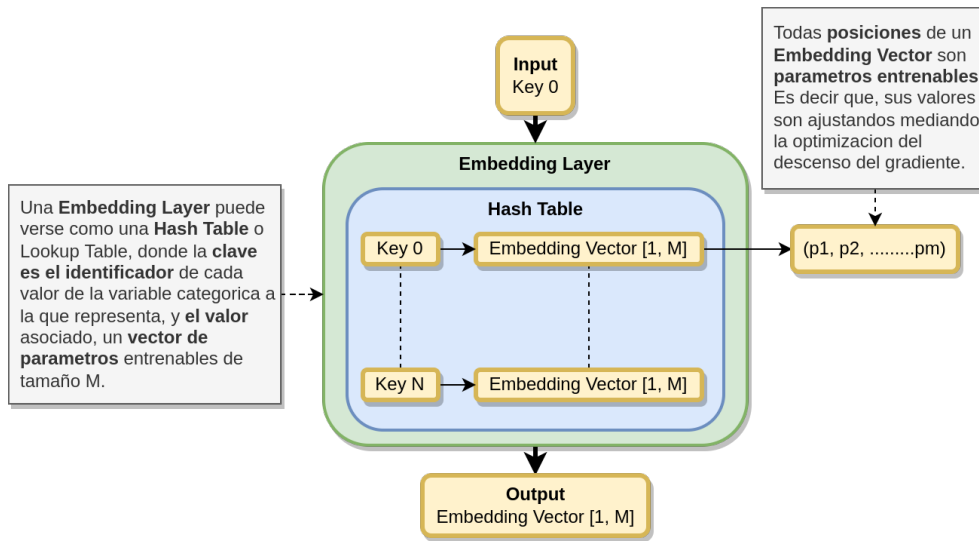 Input
Key 0
Todas posiciones de un
Embedding Vector son
parametros entrenables
Es decir que, sus valores
son ajustandos mediando
la optimizacion del
descenso del gradiente.
Embedding Layer
Hash Table
Una Embedding Layer puede
verse como una Hash Table o
Lookup Table, donde la clave
es el identificador de cada
valor de la variable categorica a
la que representa, y el valor
asociado, un vector de
parametros entrenables de
tamaño M.
Key 0
Embedding Vector [1, M]
(p1, p2, .........pm)
Key N
Embedding Vector [1, M]
Output
Embedding Vector [1, M]